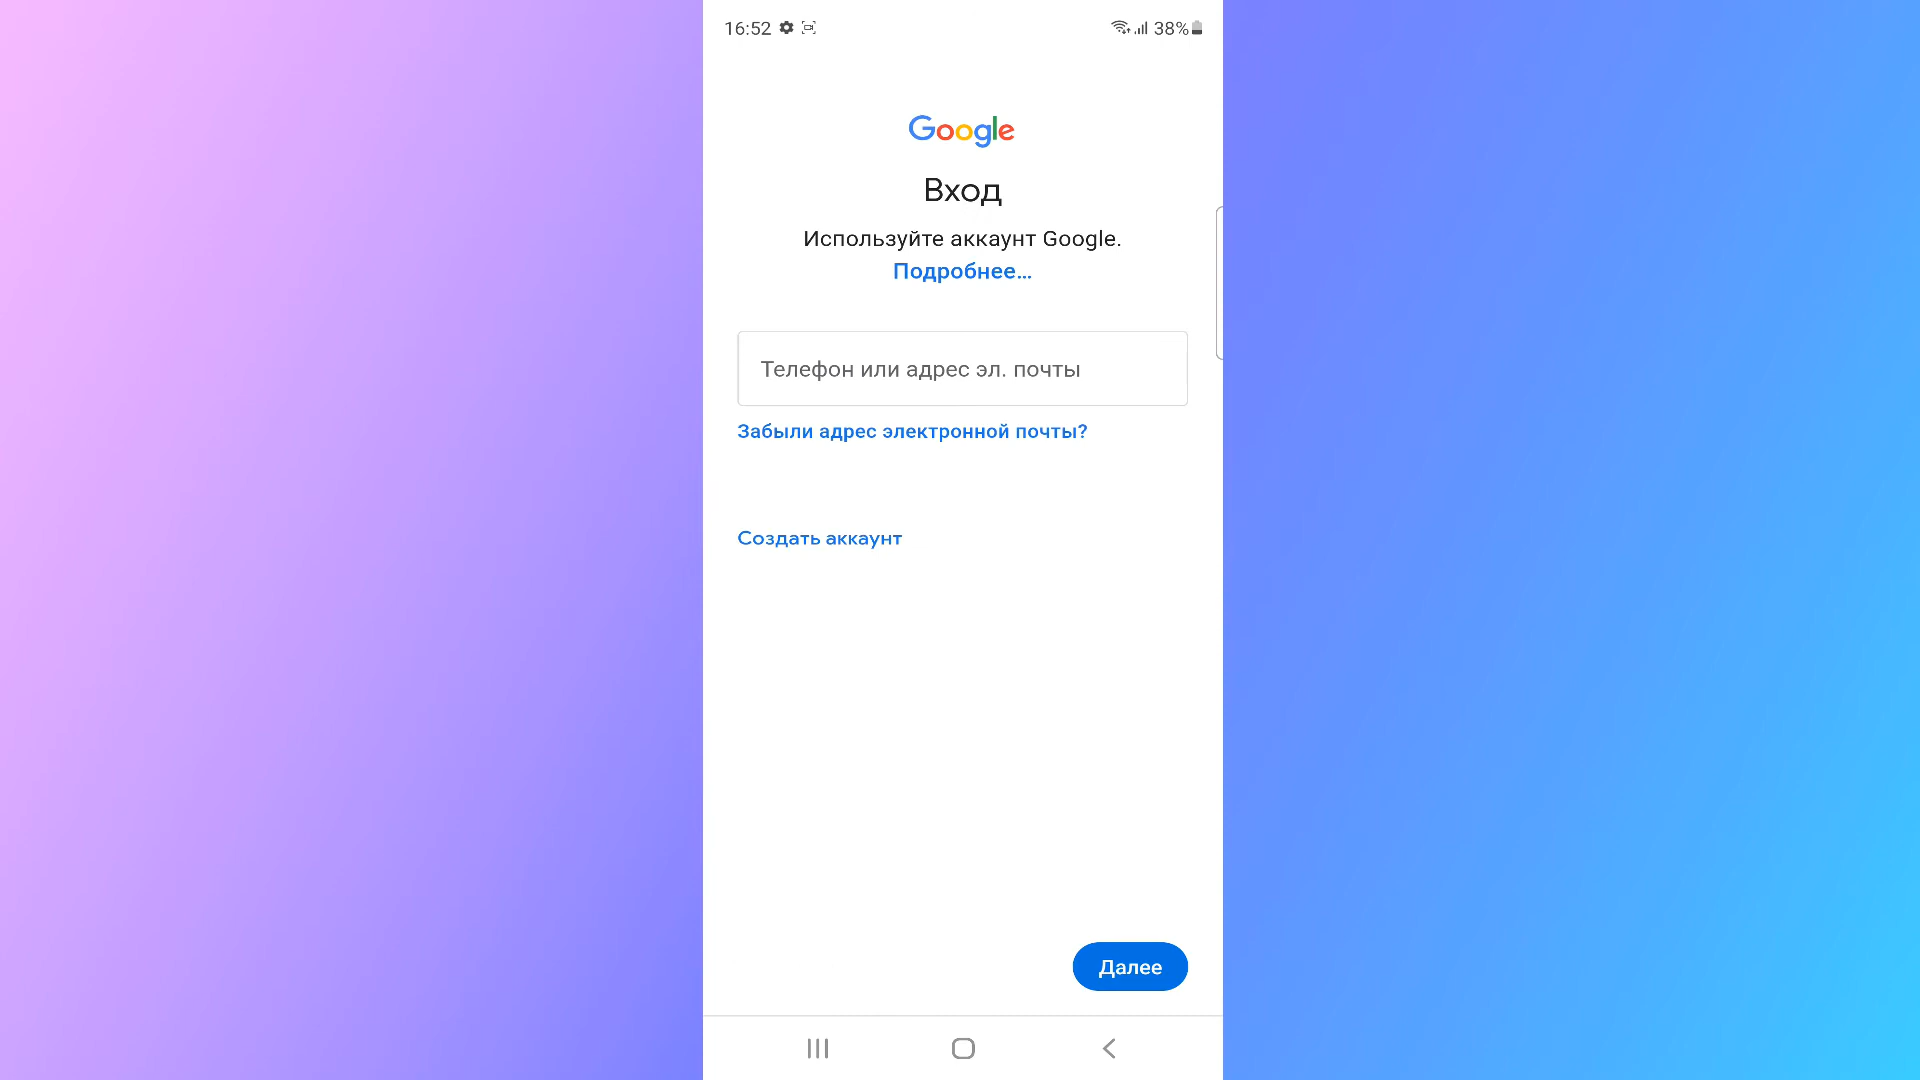 16:52 38%
Google
Вход
Используйте аккаунт Google.
Подробнее...
Телефон или адрес эл. почты
Забыли адрес электронной почты?
Создать аккаунт
Далее